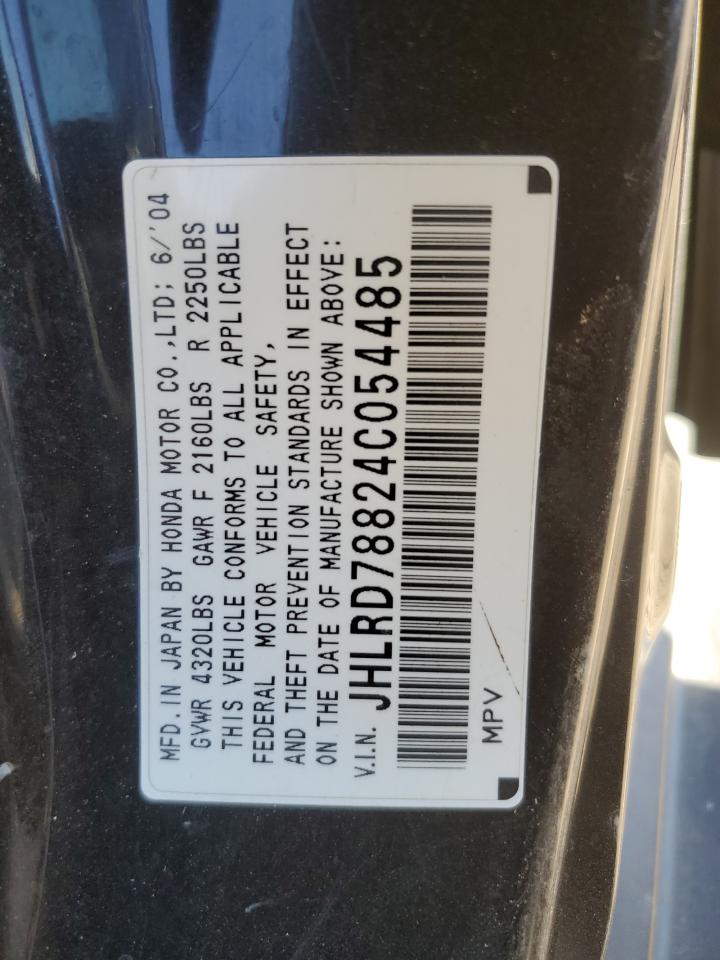 MFD. IN JAPAN BY HONDA MOTOR CO.,LTD; 6/'04
GVWR 4320LBS GAWR F 2160LBS R 2250LBS
THIS VEHICLE CONFORMS TO ALL APPLICABLE
FEDERAL MOTOR VEHICLE SAFETY,
AND THEFT PREVENTION STANDARDS IN EFFECT
ON THE DATE OF MANUFACTURE SHOWN ABOVE:
V.I.N. JHLRD78824C054485
MPV